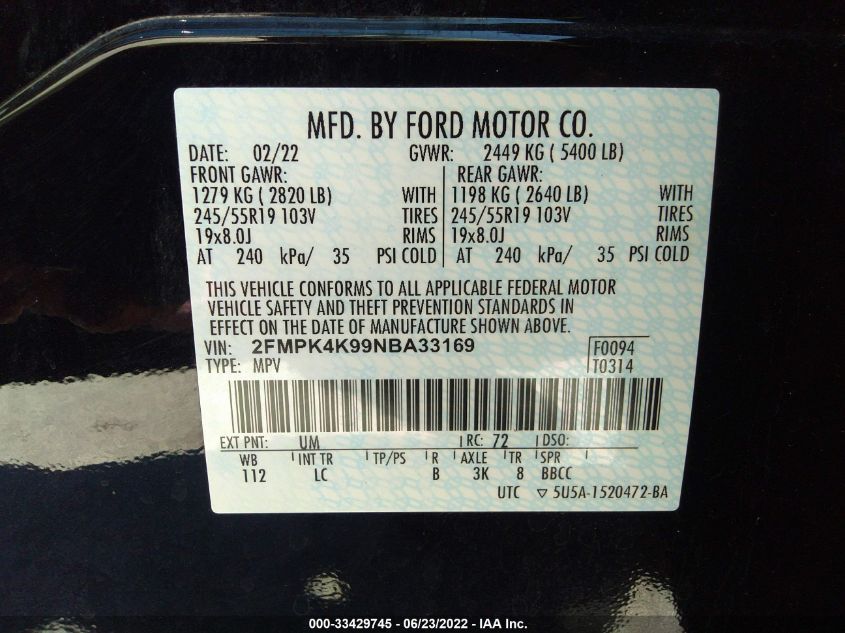 MFD. BY FORD MOTOR CO.
DATE: 02/22 GVWR: 2449 KG ( 5400 LB)
FRONT GAWR: REAR GAWR:
1279 KG ( 2820 LB) WITH 1198 KG ( 2640 LB) WITH
245/55R19 103V TIRES 245/55R19 103V TIRES
19x8.0J RIMS 19x8.0J RIMS
AT 240 kPa/ 35 PSI COLD AT 240 kPa/ 35 PSI COLD
THIS VEHICLE CONFORMS TO ALL APPLICABLE FEDERAL MOTOR
VEHICLE SAFETY AND THEFT PREVENTION STANDARDS IN
EFFECT ON THE DATE OF MANUFACTURE SHOWN ABOVE.
VIN: 2FMPK4K99NBA33169 F0094
TYPE: MPV T0314
EXT PNT: UM RC: 72 DSO:
WB INT TR TP/PS R AXLE TR SPR
112 LC B 3K 8 BBCC
UTC ▽ 5U5A-1520472-BA
000-33429745 - 06/23/2022 - IAA Inc.